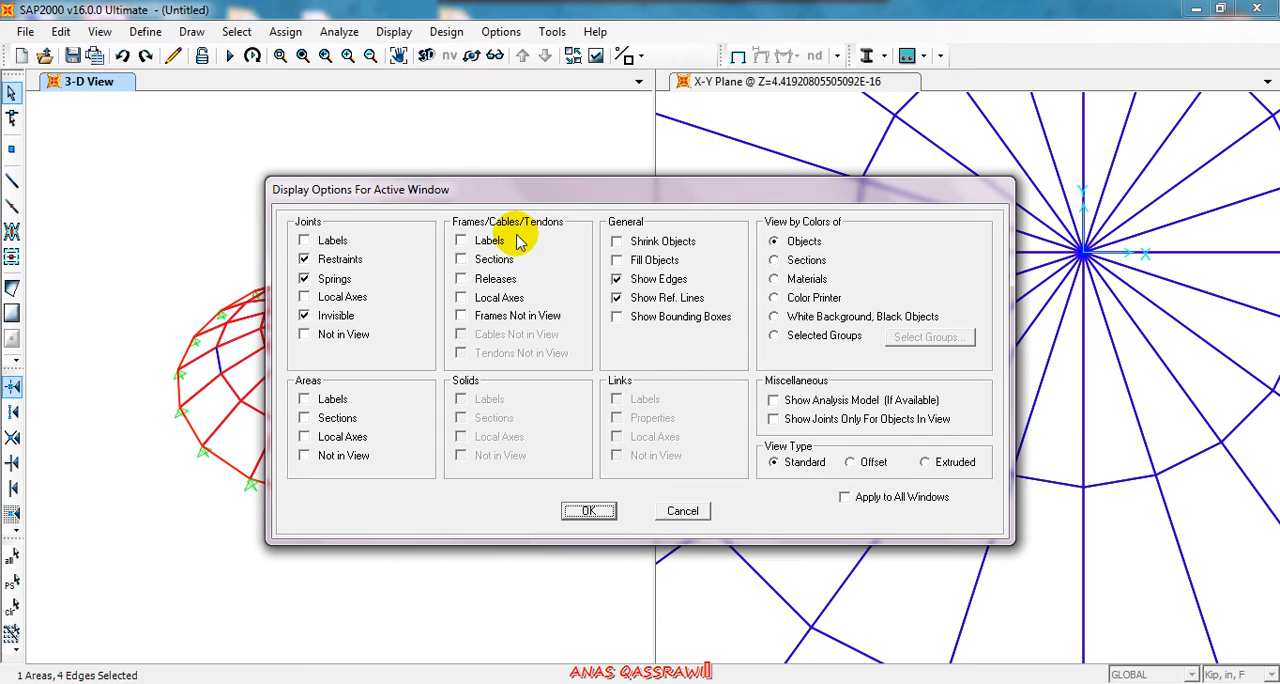 SAP2000 v16.0.0 Ultimate - (Untitled)
File Edit View Define Draw Select Assign Analyze Display Design Options Tools Help
3-D nv nd
3-D View
X-Y Plane @ Z=4.41920805505092E-16
Display Options For Active Window
Joints
Labels
Restraints
Springs
Local Axes
Invisible
Not in View
Frames/Cables/Tendons
Labels
Sections
Releases
Local Axes
Frames Not in View
Cables Not in View
Tendons Not in View
General
Shrink Objects
Fill Objects
Show Edges
Show Ref. Lines
Show Bounding Boxes
View by Colors of
Objects
Sections
Materials
Color Printer
White Background, Black Objects
Selected Groups
Select Groups...
Areas
Labels
Sections
Local Axes
Not in View
Solids
Labels
Sections
Local Axes
Not in View
Links
Labels
Properties
Local Axes
Not in View
Miscellaneous
Show Analysis Model (If Available)
Show Joints Only For Objects In View
View Type
Standard Offset Extruded
Apply to All Windows
OK Cancel
Y
X
all
PS
clr
1 Areas, 4 Edges Selected
ANAS QASSRAWI
GLOBAL
Kip, in, F